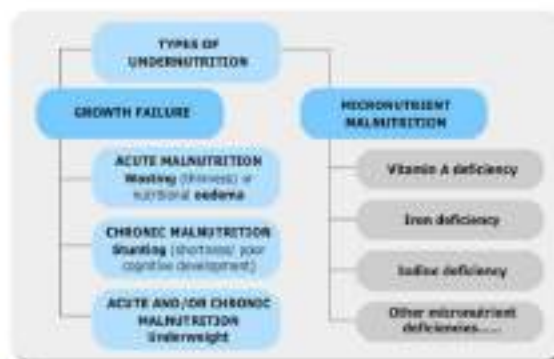 TYPES OF
UNDERNUTRITION
GROWTH FAILURE
ACUTE MALNUTRITION
Wasting (thinness) or
nutritional oedema
CHRONIC MALNUTRITION
Stunting (shortness/ poor
cognitive development)
ACUTE AND/OR CHRONIC
MALNUTRITION
Underweight
MICRONUTRIENT
MALNUTRITION
Vitamin A deficiency
Iron deficiency
Iodine deficiency
Other micronutrient
deficiencies.....